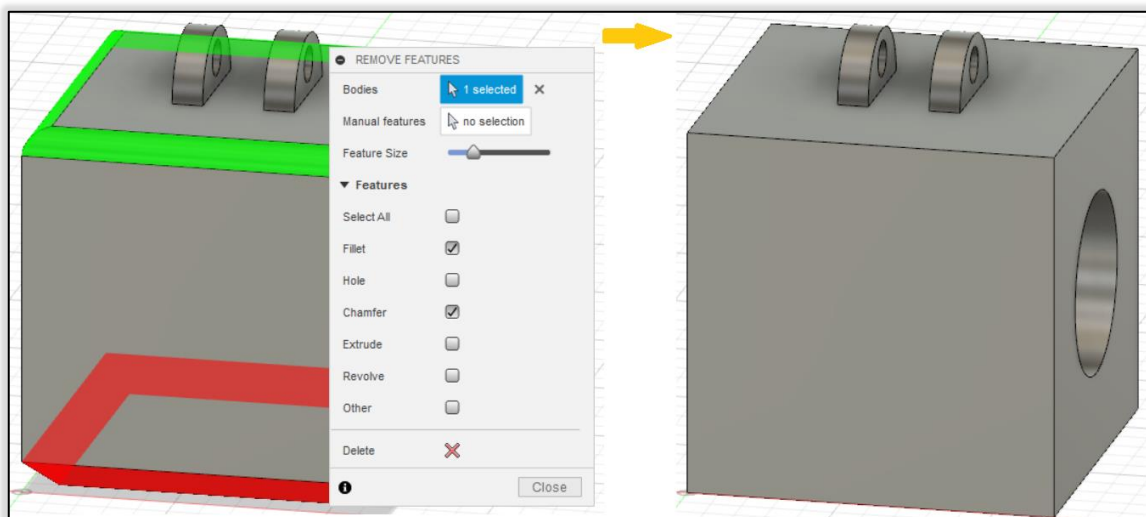 REMOVE FEATURES
Bodies 1 selected
Manual features no selection
Feature Size
Features
Select All
Fillet
Hole
Chamfer
Extrude
Revolve
Other
Delete
Close